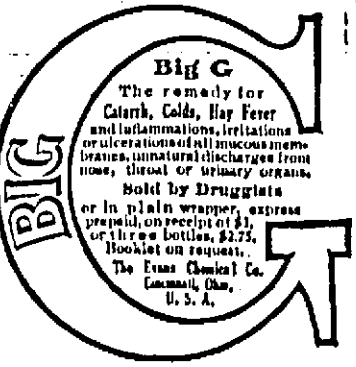 BIG
Big G
The remedy for
Catarrh, Colds, Hay Fever
and Inflammations, Irritations
or ulcerations of all mucous mem-
branes, unnatural discharges from
nose, throat or urinary organs.
Sold by Druggists
or in plain wrapper, express
prepaid, on receipt of $1,
or three bottles, $2.75.
Booklet on request.
The Evans Chemical Co.
Cincinnati, Ohio,
U. S. A.